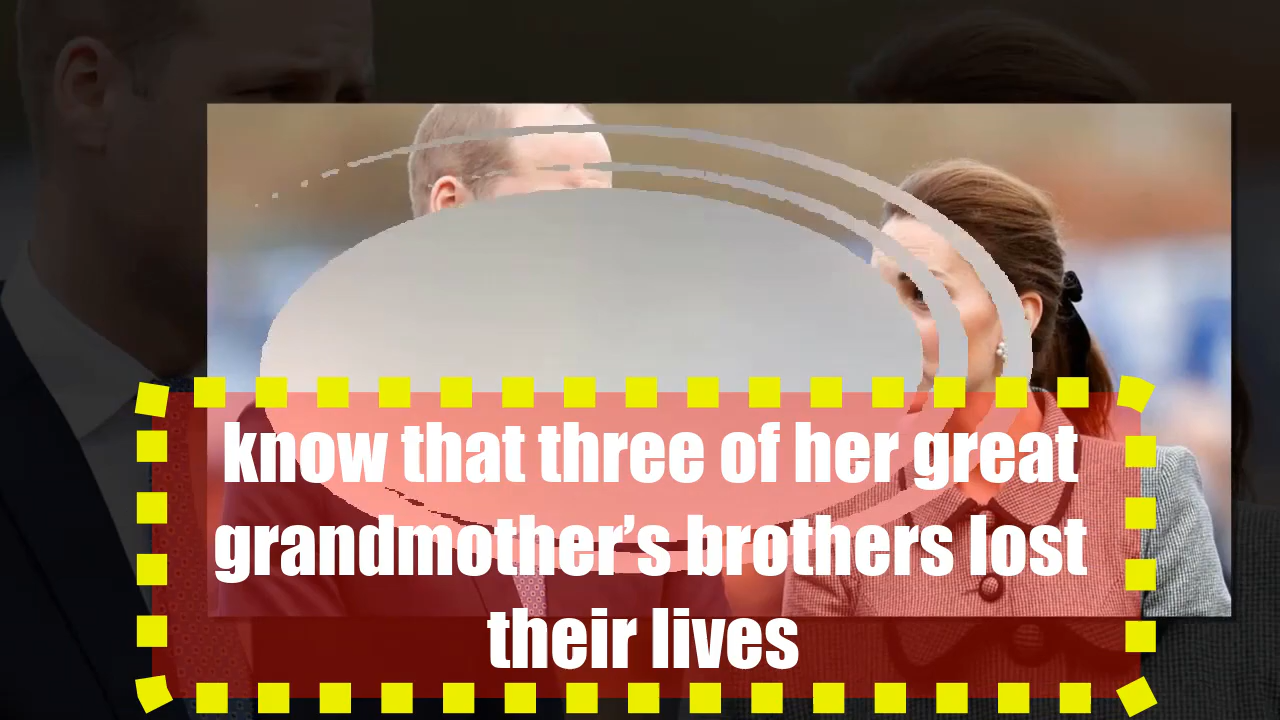 know that three of her great
grandmother’s brothers lost
their lives